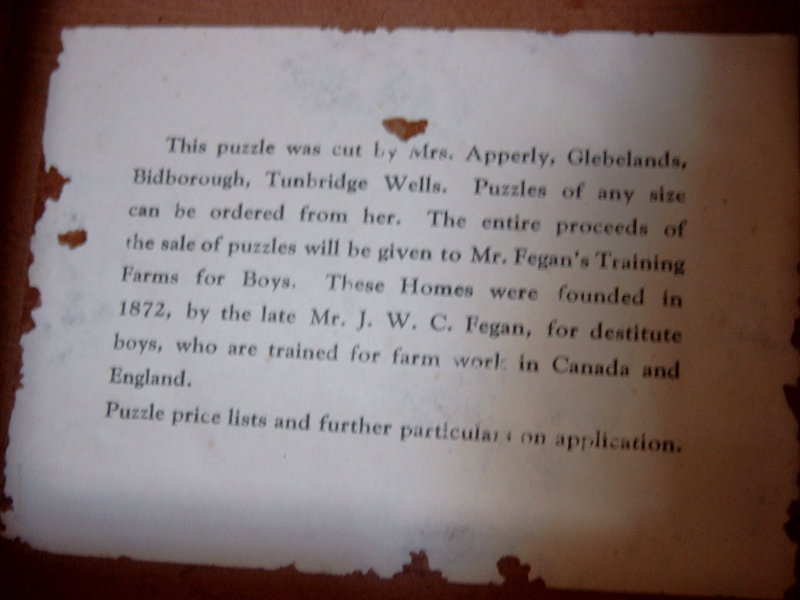 This puzzle was cut by Mrs. Apperly, Glebelands,
Bidborough, Tunbridge Wells. Puzzles of any size
can be ordered from her. The entire proceeds of
the sale of puzzles will be given to Mr. Fegan's Training
Farms for Boys. These Homes were founded in
1872, by the late Mr. J. W. C. Fegan, for destitute
boys, who are trained for farm work in Canada and
England.
Puzzle price lists and further particulars on application.